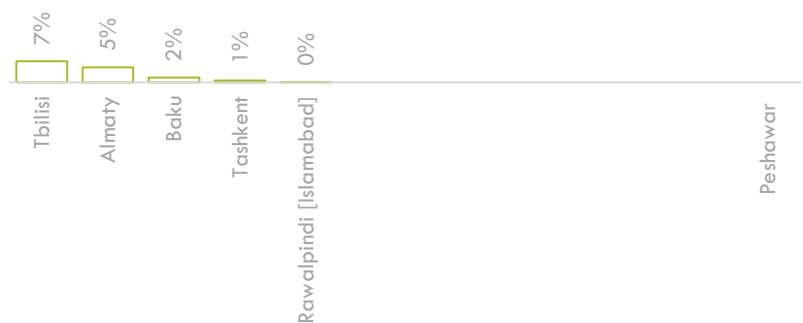 7%
5%
2%
1%
0%
Tbilisi
Almaty
Baku
Tashkent
Rawalpindi [Islamabad]
Peshawar